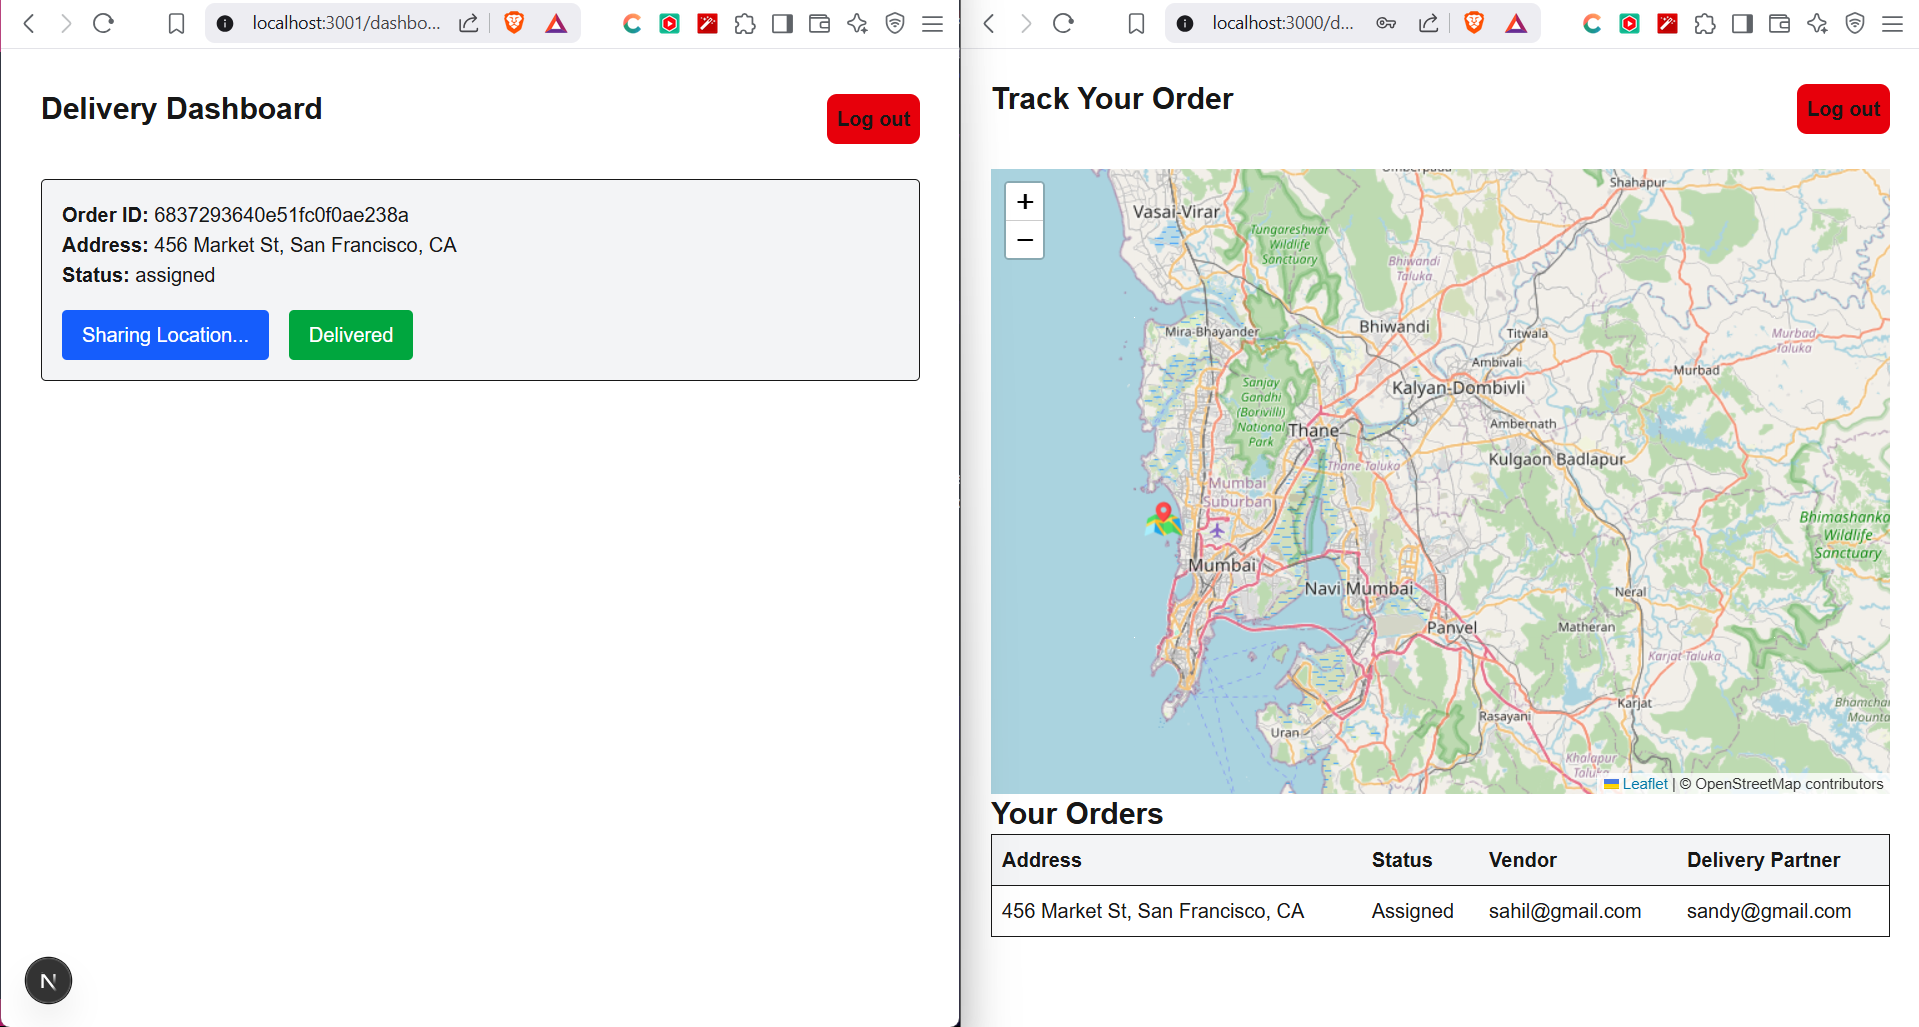 localhost:3001/dashbo...
Delivery Dashboard
Log out
Order ID: 6837293640e51fc0f0ae238a
Address: 456 Market St, San Francisco, CA
Status: assigned
Sharing Location...
Delivered
N
localhost:3000/d...
Track Your Order
Log out
+
−
Shahapur
Vasai-Virar
Tungareshwar
Wildlife
Sanctuary
Bhiwandi
Taluka
Mira-Bhayander
Bhiwandi
Titwala
Murbad
Taluka
Ambivali
Murbad
Kalyan-Dombivli
Sanjay
Gandhi
(Borivilli)
National
Park
Thane
Ambernath
Thane Taluka
Kulgaon Badlapur
Mumbai
Suburban
Bhimashanka
Wildlife
Sanctuary
Mumbai
Navi Mumbai
Neral
Panvel
Matheran
Karjat Taluka
Karjat
Bhamcha
Mounta
Rasayani
Uran
Khalapur
Taluk
Leaflet | © OpenStreetMap contributors
Your Orders
Address Status Vendor Delivery Partner
456 Market St, San Francisco, CA Assigned sahil@gmail.com sandy@gmail.com